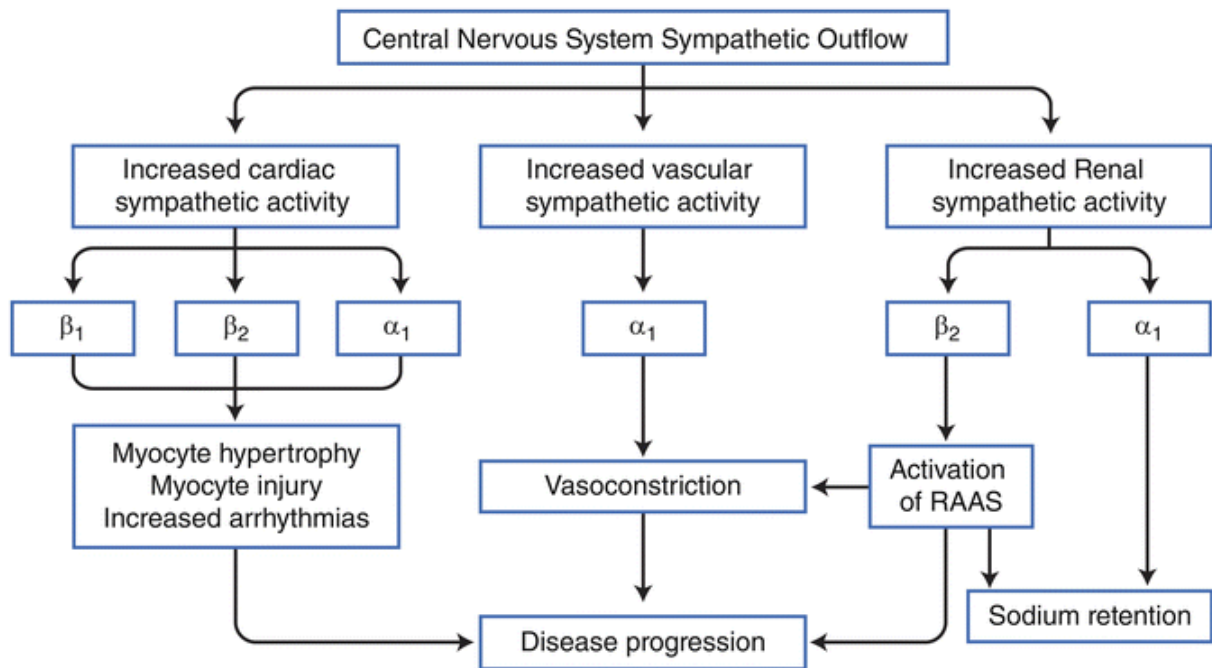 Central Nervous System Sympathetic Outflow
Increased cardiac
sympathetic activity
Increased vascular
sympathetic activity
Increased Renal
sympathetic activity
β₁
β₂
α₁
α₁
β₂
α₁
Myocyte hypertrophy
Myocyte injury
Increased arrhythmias
Vasoconstriction
Activation
of RAAS
Disease progression
Sodium retention